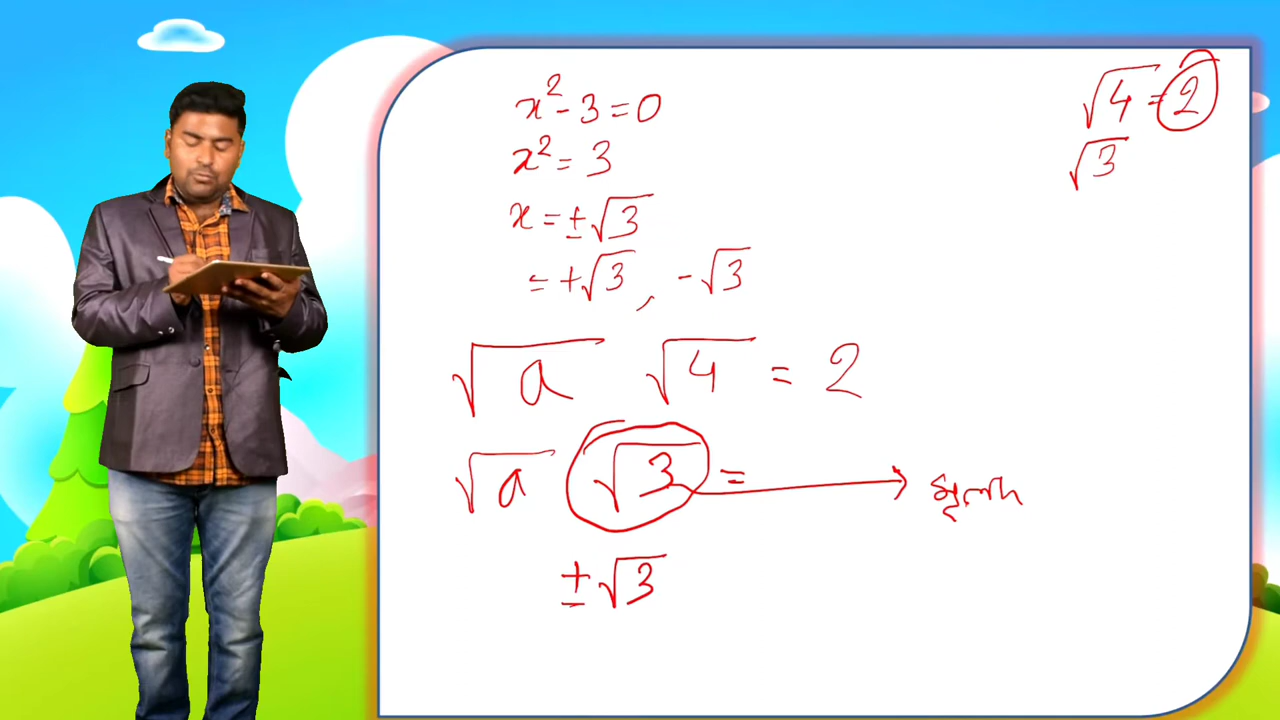 x² - 3 = 0
x² = 3
x = ±√3
= +√3, -√3
√a √4 = 2
√a √3 =
±√3
√4 = 2
√3